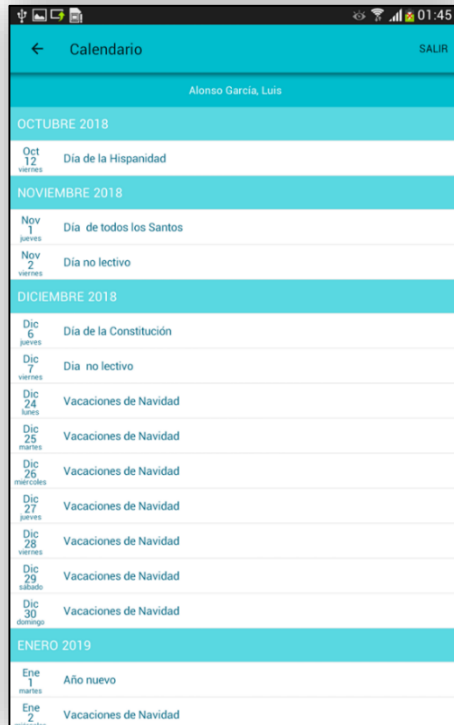 01:45
Calendario
SALIR
Alonso García, Luis
OCTUBRE 2018
Oct
12
viernes
Día de la Hispanidad
NOVIEMBRE 2018
Nov
1
jueves
Día  de todos los Santos
Nov
2
viernes
Dia no lectivo
DICIEMBRE 2018
Dic
6
jueves
Día de la Constitución
Dic
7
viernes
Dia  no lectivo
Dic
24
lunes
Vacaciones de Navidad
Dic
25
martes
Vacaciones de Navidad
Dic
26
miércoles
Vacaciones de Navidad
Dic
27
jueves
Vacaciones de Navidad
Dic
28
viernes
Vacaciones de Navidad
Dic
29
sábado
Vacaciones de Navidad
Dic
30
domingo
Vacaciones de Navidad
ENERO 2019
Ene
1
martes
Año nuevo
Ene
2
Vacaciones de Navidad